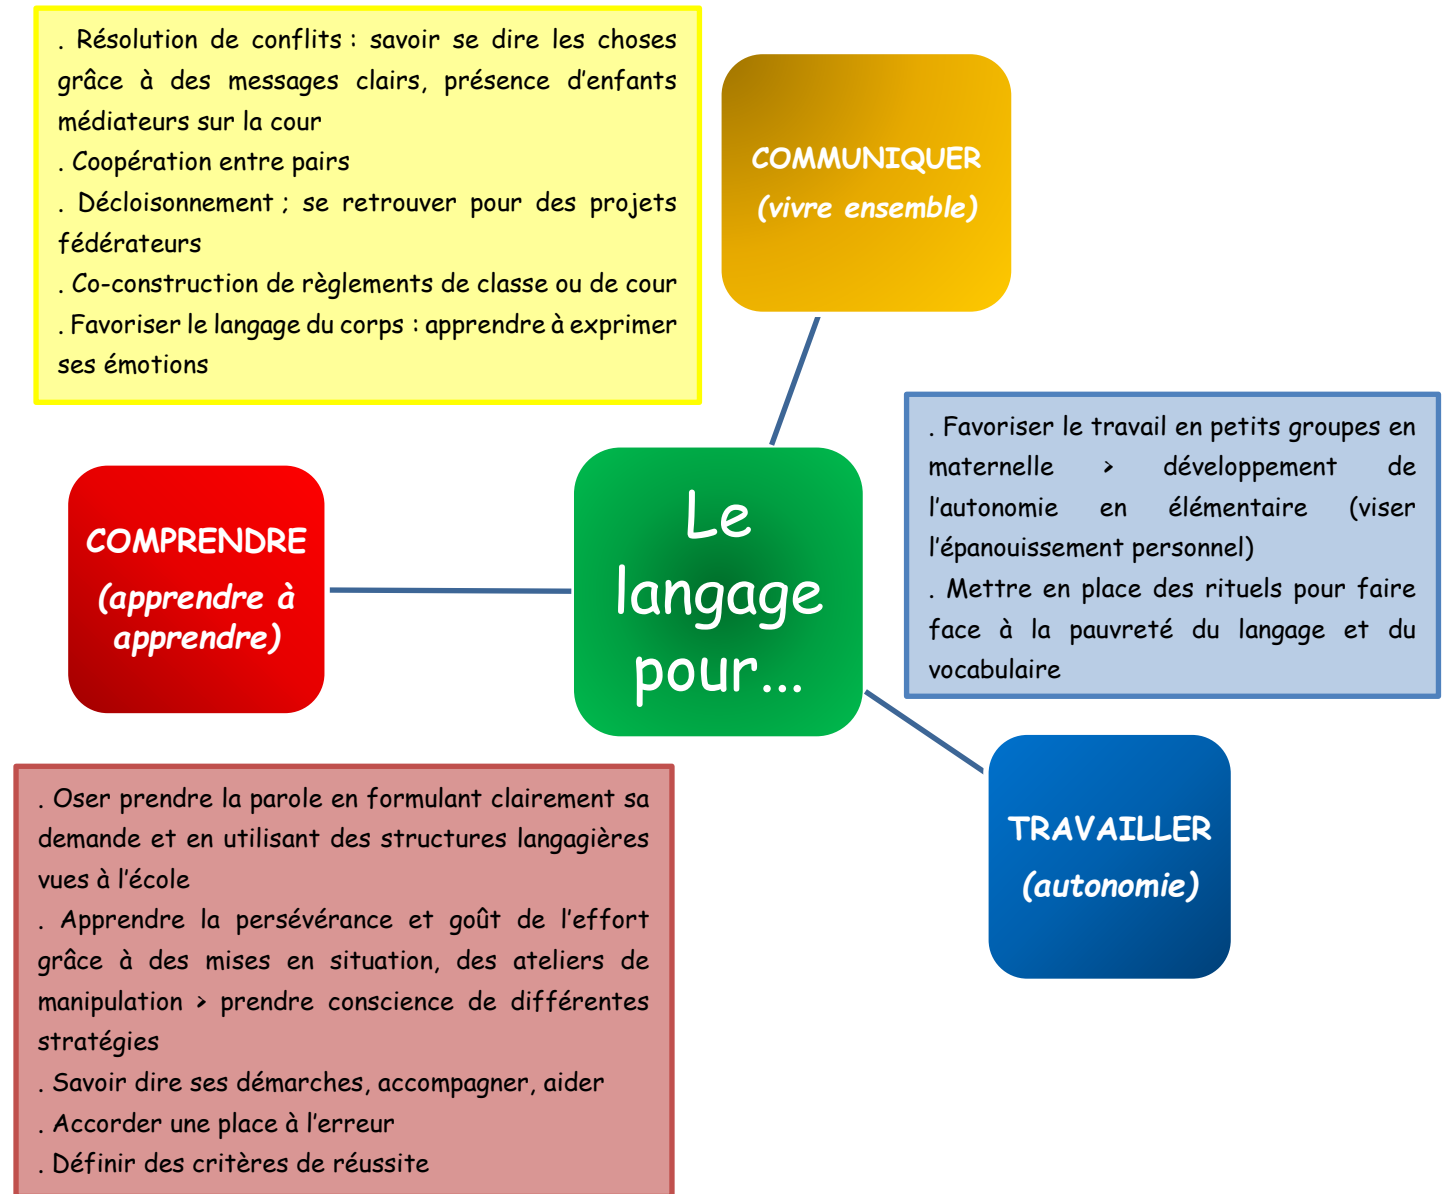 . Résolution de conflits : savoir se dire les choses
grâce à des messages clairs, présence d’enfants
médiateurs sur la cour
. Coopération entre pairs
. Décloisonnement ; se retrouver pour des projets
fédérateurs
. Co-construction de règlements de classe ou de cour
. Favoriser le langage du corps : apprendre à exprimer
ses émotions
COMMUNIQUER
(vivre ensemble)
COMPRENDRE
(apprendre à
apprendre)
Le
langage
pour...
. Favoriser le travail en petits groupes en
maternelle > développement de
l’autonomie en élémentaire (viser
l’épanouissement personnel)
. Mettre en place des rituels pour faire
face à la pauvreté du langage et du
vocabulaire
TRAVAILLER
(autonomie)
. Oser prendre la parole en formulant clairement sa
demande et en utilisant des structures langagières
vues à l’école
. Apprendre la persévérance et goût de l’effort
grâce à des mises en situation, des ateliers de
manipulation > prendre conscience de différentes
stratégies
. Savoir dire ses démarches, accompagner, aider
. Accorder une place à l’erreur
. Définir des critères de réussite